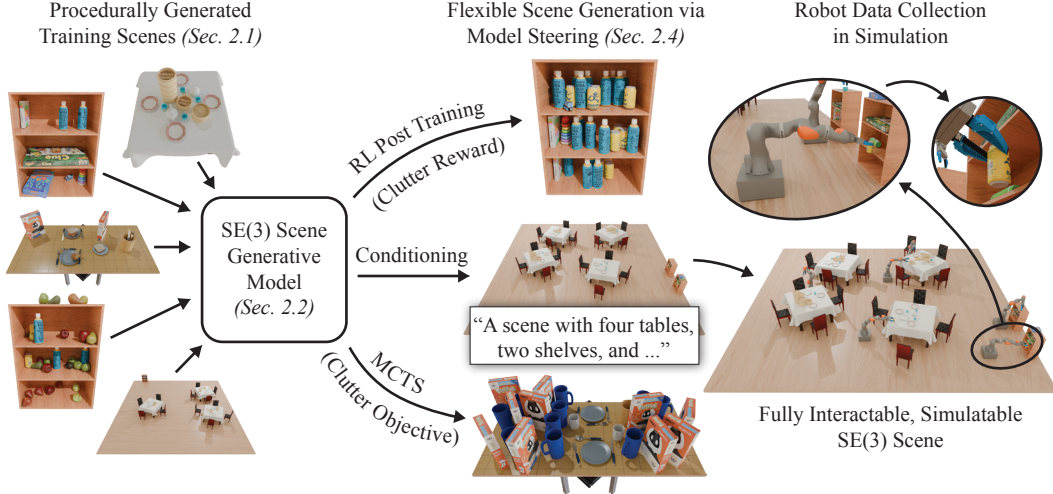 Procedurally Generated
Training Scenes (Sec. 2.1)
Flexible Scene Generation via
Model Steering (Sec. 2.4)
Robot Data Collection
in Simulation
RL Post Training
(Clutter Reward)
SE(3) Scene
Generative
Model
(Sec. 2.2)
Conditioning
“A scene with four tables,
two shelves, and ...”
MCTS
(Clutter Objective)
Fully Interactable, Simulatable
SE(3) Scene
Clue